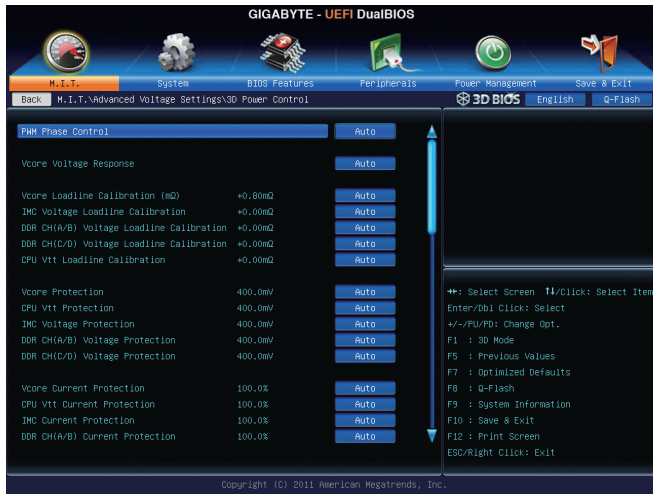 GIGABYTE - UEFI DualBIOS
M.I.T. System BIOS Features Peripherals Power Management Save & Exit
Back M.I.T.\Advanced Voltage Settings\3D Power Control 3D BIOS English Q-Flash
PWM Phase Control Auto
Vcore Voltage Response Auto
Vcore Loadline Calibration (mΩ) +0.80mΩ Auto
IMC Voltage Loadline Calibration +0.00mΩ Auto
DDR CH(A/B) Voltage Loadline Calibration +0.00mΩ Auto
DDR CH(C/D) Voltage Loadline Calibration +0.00mΩ Auto
CPU Vtt Loadline Calibration +0.00mΩ Auto
Vcore Protection 400.0mV Auto
CPU Vtt Protection 400.0mV Auto
IMC Voltage Protection 400.0mV Auto
DDR CH(A/B) Voltage Protection 400.0mV Auto
DDR CH(C/D) Voltage Protection 400.0mV Auto
Vcore Current Protection 100.0% Auto
CPU Vtt Current Protection 100.0% Auto
IMC Current Protection 100.0% Auto
DDR CH(A/B) Current Protection 100.0% Auto
→←: Select Screen ↑↓/Click: Select Item
Enter/Dbl Click: Select
+/-/PU/PD: Change Opt.
F1 : 3D Mode
F5 : Previous Values
F7 : Optimized Defaults
F8 : Q-Flash
F9 : System Information
F10 : Save & Exit
F12 : Print Screen
ESC/Right Click: Exit
Copyright (C) 2011 American Megatrends, Inc.